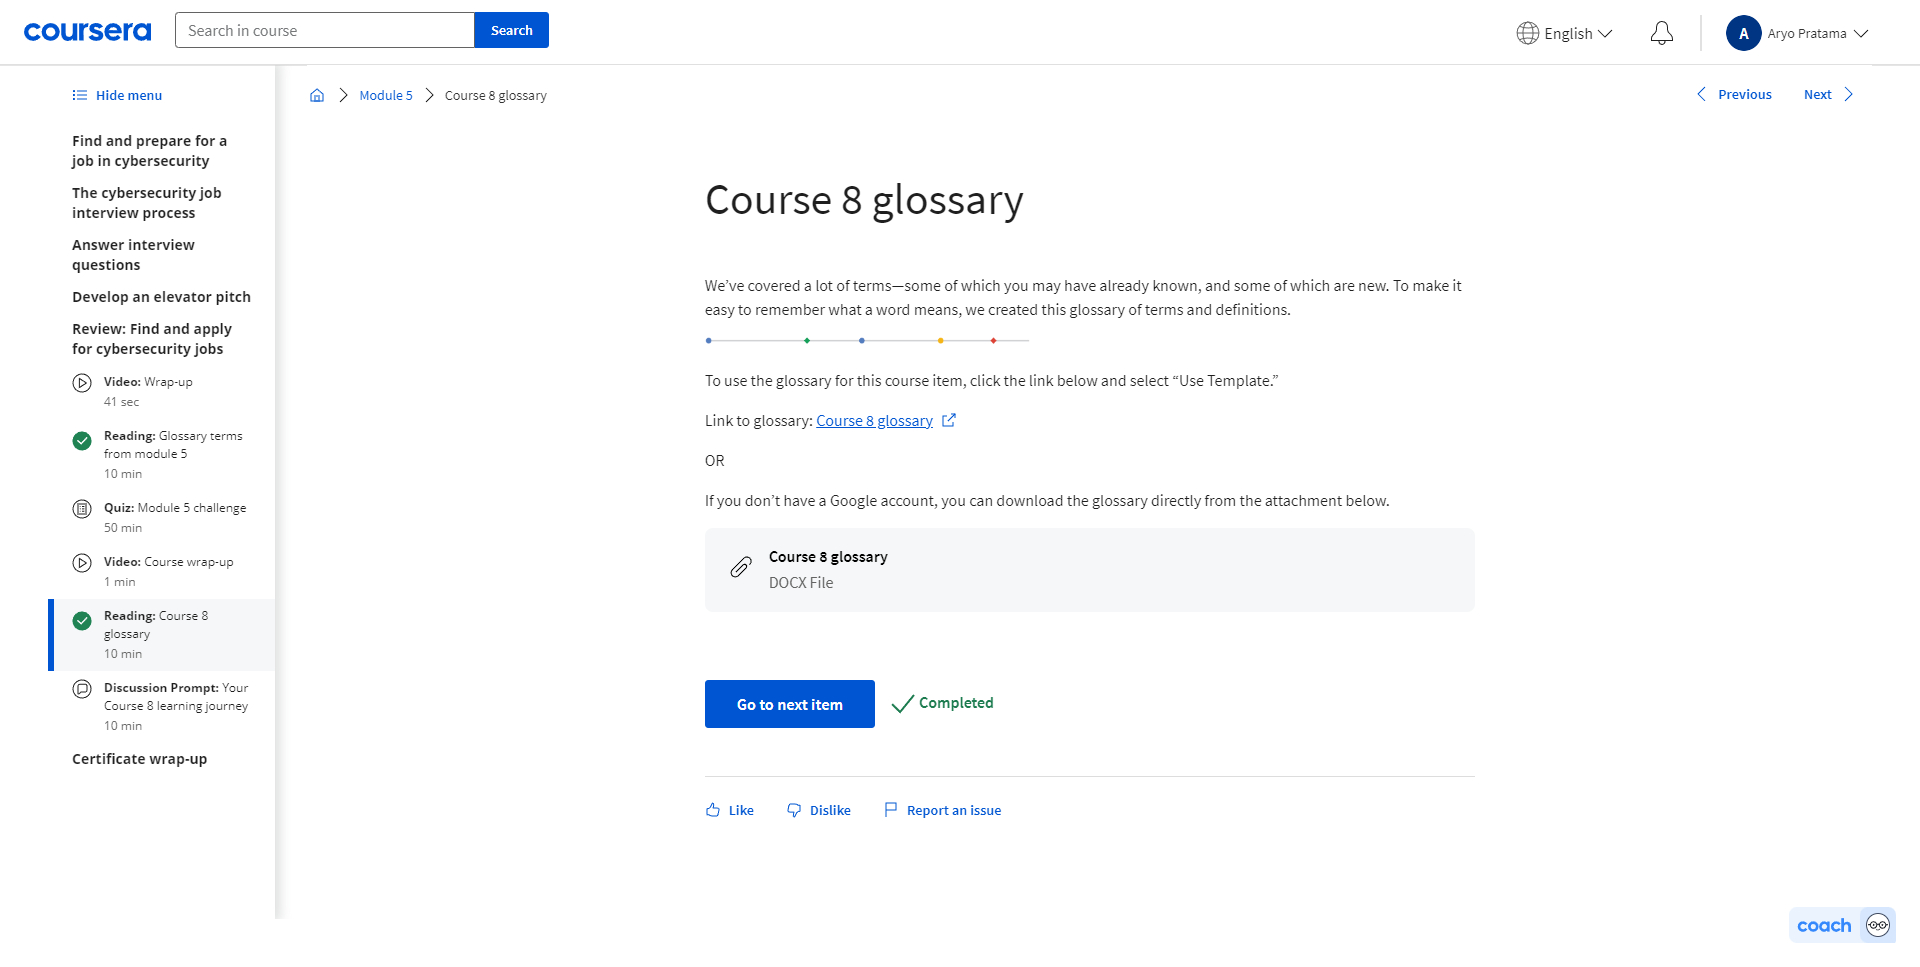 coursera
Search in course
Search
English
A
Aryo Pratama
Hide menu
Find and prepare for a
job in cybersecurity
The cybersecurity job
interview process
Answer interview
questions
Develop an elevator pitch
Review: Find and apply
for cybersecurity jobs
Video: Wrap-up
41 sec
Reading: Glossary terms
from module 5
10 min
Quiz: Module 5 challenge
50 min
Video: Course wrap-up
1 min
Reading: Course 8
glossary
10 min
Discussion Prompt: Your
Course 8 learning journey
10 min
Certificate wrap-up
Module 5
Course 8 glossary
Previous
Next
Course 8 glossary
We’ve covered a lot of terms—some of which you may have already known, and some of which are new. To make it
easy to remember what a word means, we created this glossary of terms and definitions.
To use the glossary for this course item, click the link below and select “Use Template.”
Link to glossary: Course 8 glossary
OR
If you don’t have a Google account, you can download the glossary directly from the attachment below.
Course 8 glossary
DOCX File
Go to next item
Completed
Like
Dislike
Report an issue
coach